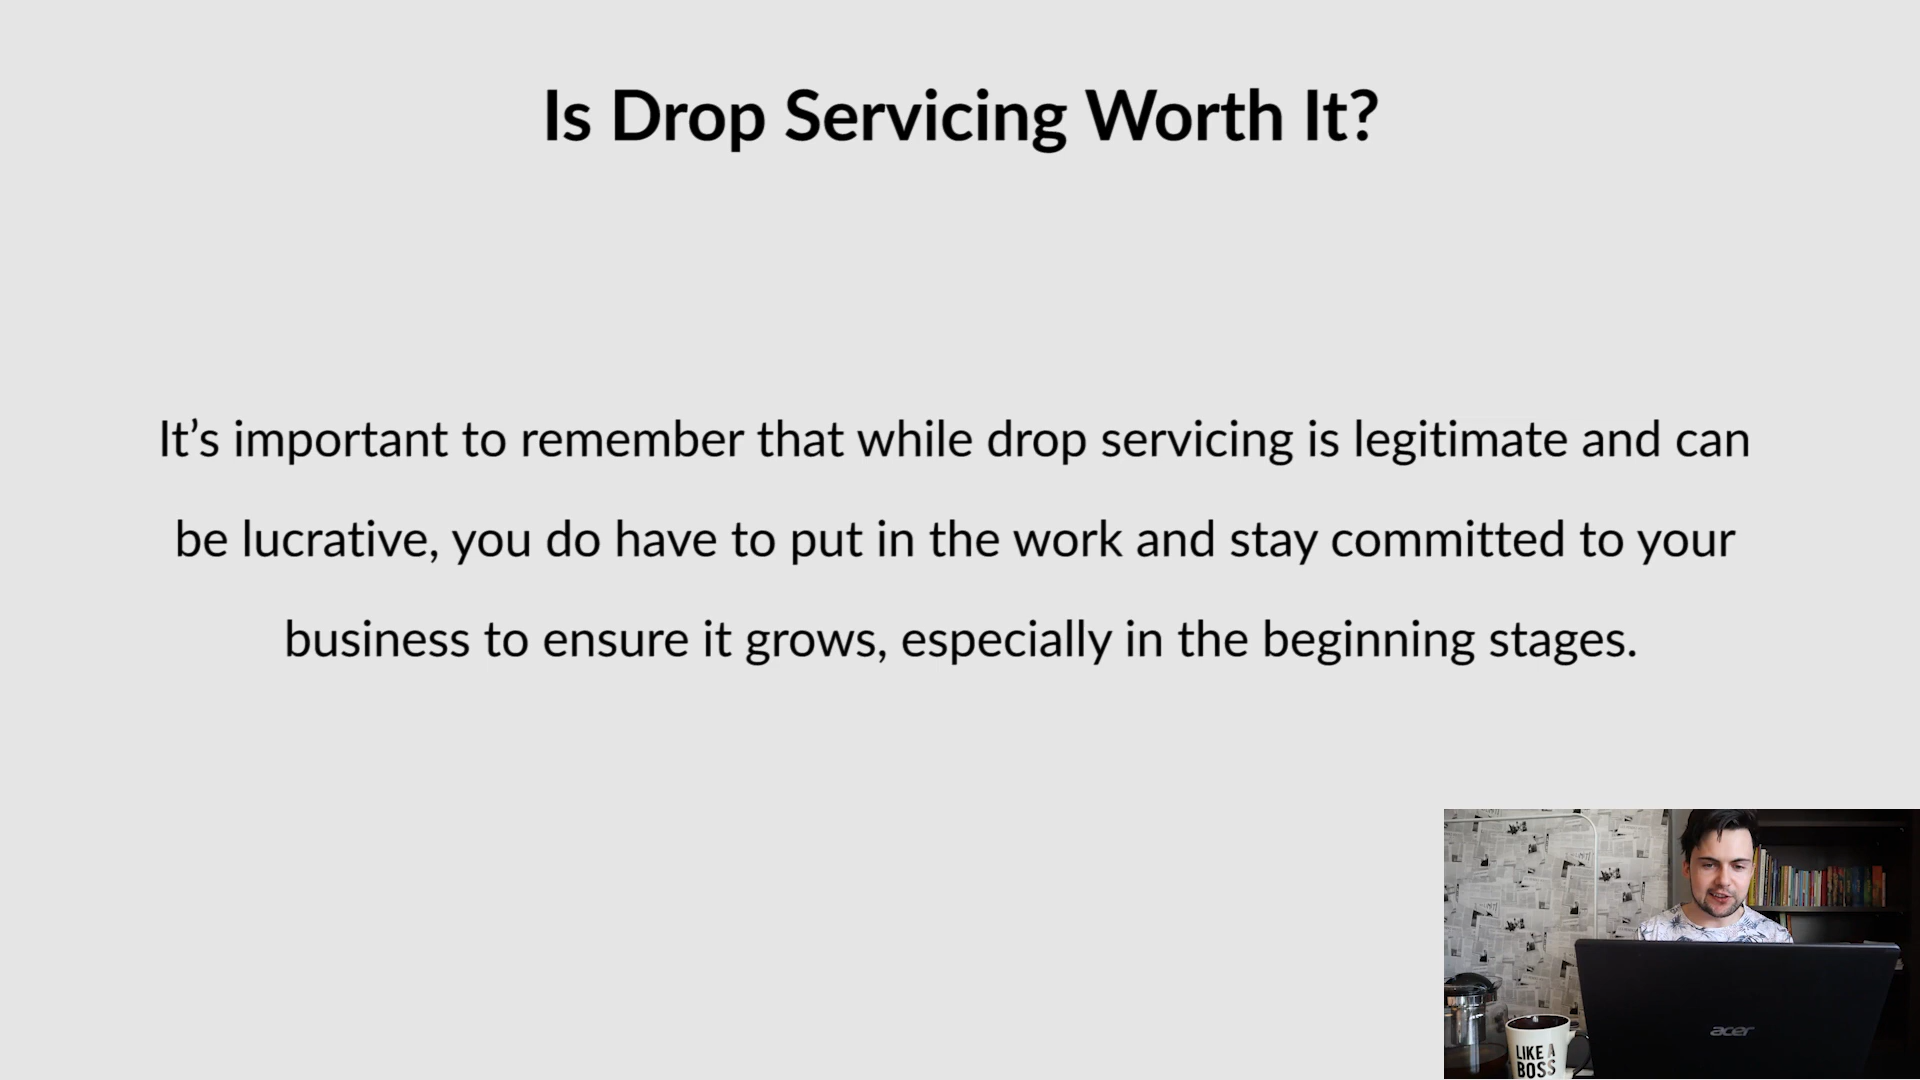 Is Drop Servicing Worth It?
It’s important to remember that while drop servicing is legitimate and can
be lucrative, you do have to put in the work and stay committed to your
business to ensure it grows, especially in the beginning stages.
acer
LIKE A
BOSS